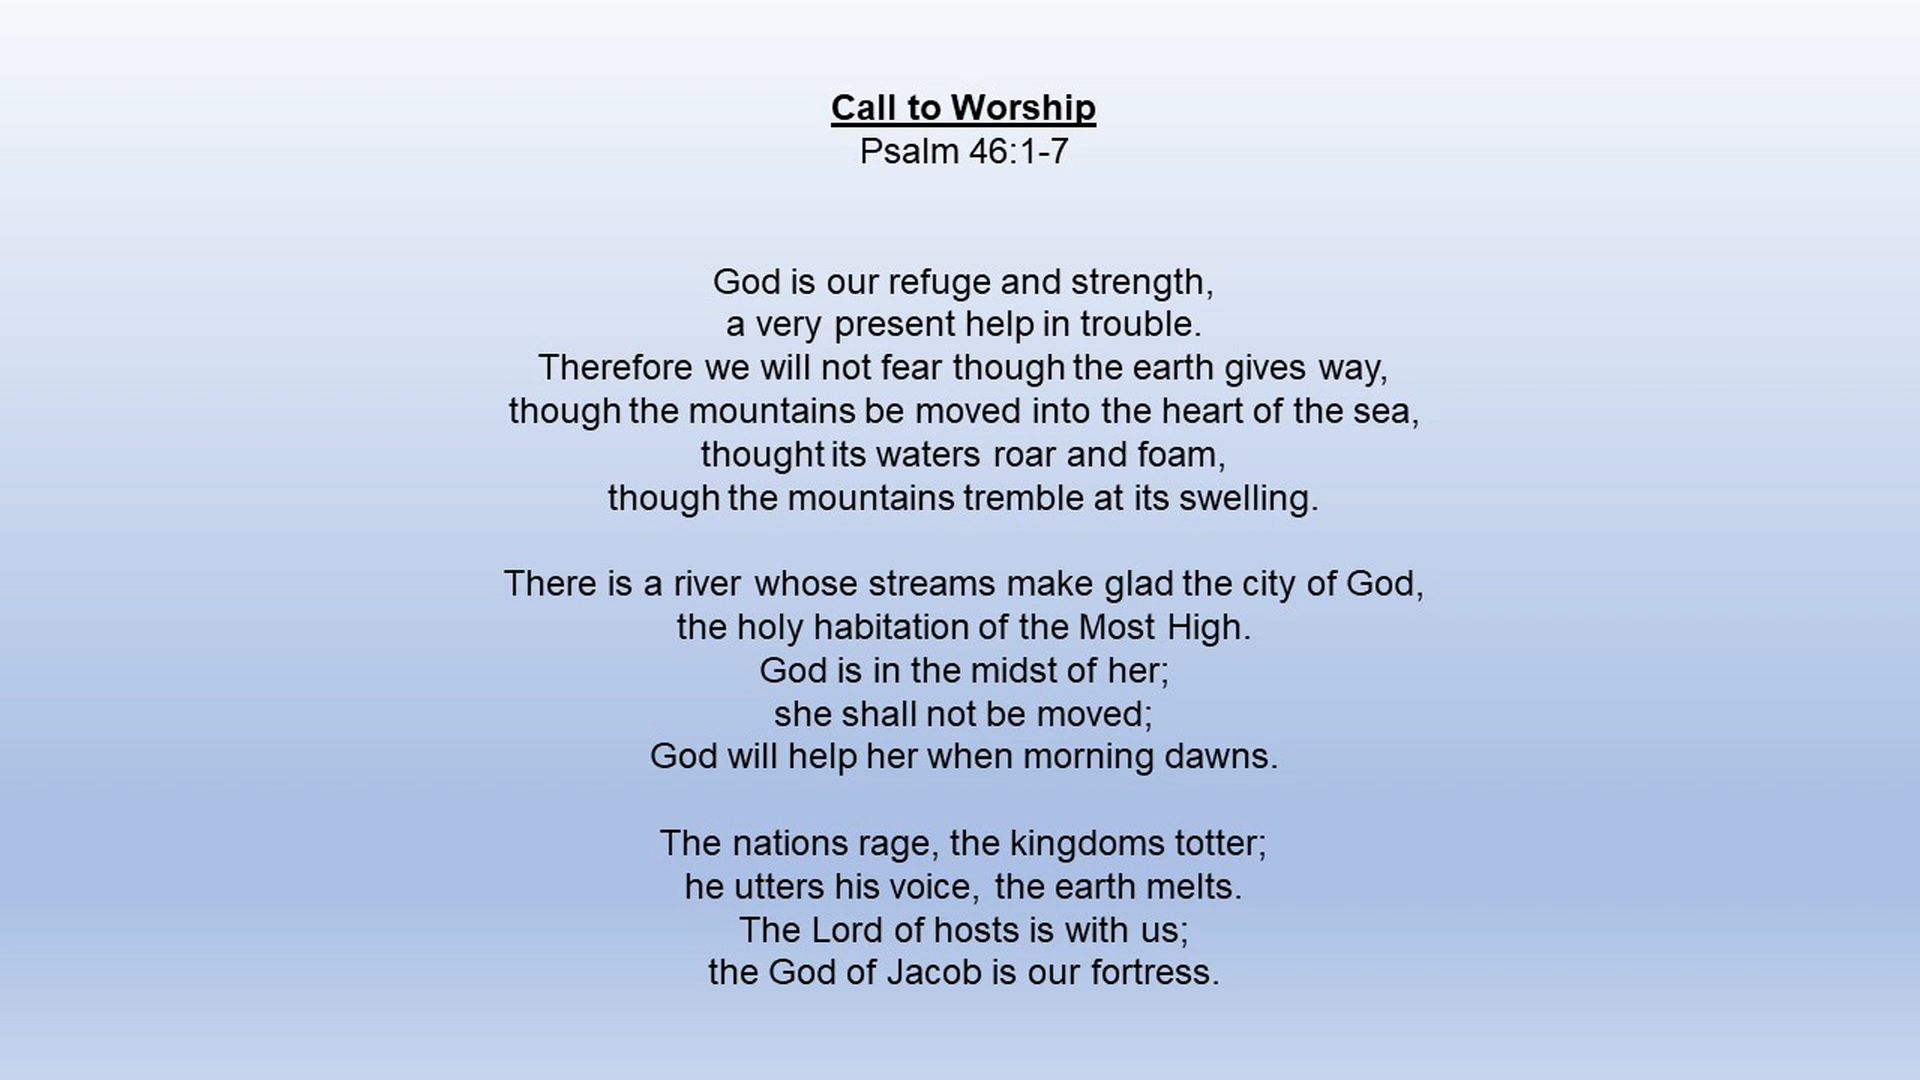 Call to Worship
Psalm 46:1-7
God is our refuge and strength,
a very present help in trouble.
Therefore we will not fear though the earth gives way,
though the mountains be moved into the heart of the sea,
thought its waters roar and foam,
though the mountains tremble at its swelling.
There is a river whose streams make glad the city of God,
the holy habitation of the Most High.
God is in the midst of her;
she shall not be moved;
God will help her when morning dawns.
The nations rage, the kingdoms totter;
he utters his voice, the earth melts.
The Lord of hosts is with us;
the God of Jacob is our fortress.